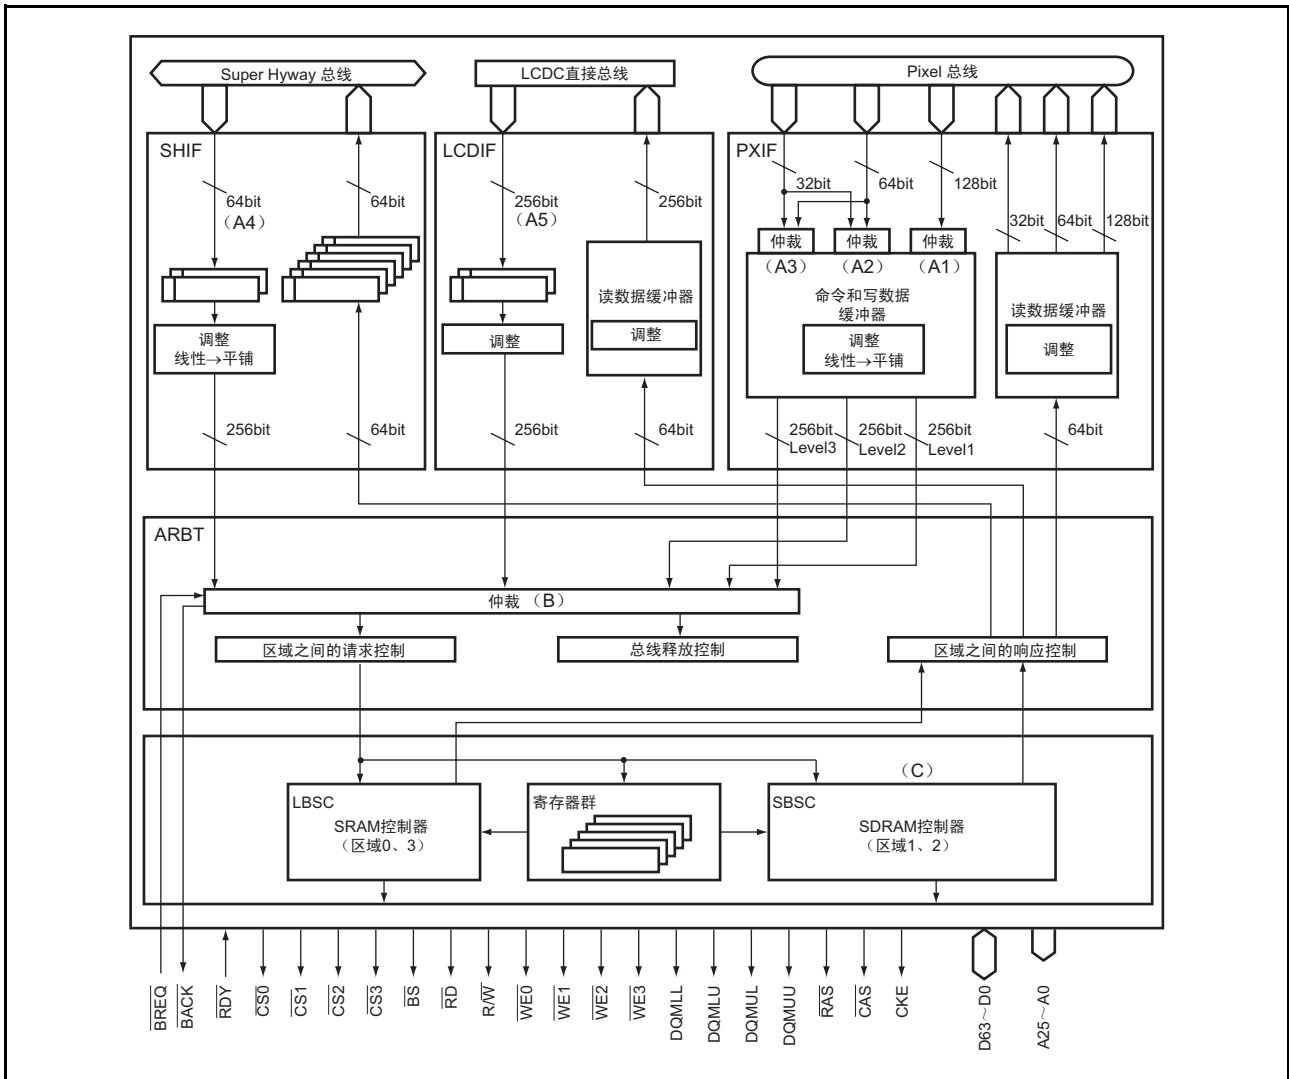 Super Hyway 总线
LCDC直接总线
Pixel 总线
SHIF
LCDIF
PXIF
64bit
（A4）
64bit
256bit
（A5）
256bit
32bit
64bit
128bit
32bit
64bit
128bit
仲裁
（A3）
仲裁
（A2）
仲裁
（A1）
命令和写数据
缓冲器
调整
线性→平铺
读数据缓冲器
调整
读数据缓冲器
调整
调整
线性→平铺
调整
256bit
64bit
256bit
64bit
256bit
Level3
256bit
Level2
256bit
Level1
64bit
ARBT
仲裁 （B）
区域之间的请求控制
总线释放控制
区域之间的响应控制
（C）
LBSC
SRAM控制器
（区域0、3）
寄存器群
SBSC
SDRAM控制器
（区域1、2）
BREQ
BACK
RDY
CS0
CS1
CS2
CS3
BS
RD
R/W
WE0
WE1
WE2
WE3
DQMLL
DQMLU
DQMUL
DQMUU
RAS
CAS
CKE
D63～D0
A25～A0